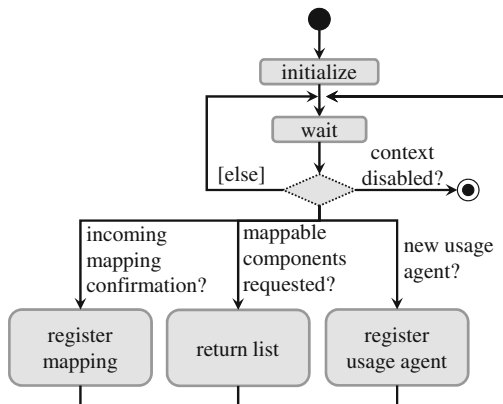 initialize
wait
[else]
context
disabled?
incoming
mapping
confirmation?
mappable
components
requested?
new usage
agent?
register
mapping
return list
register
usage agent